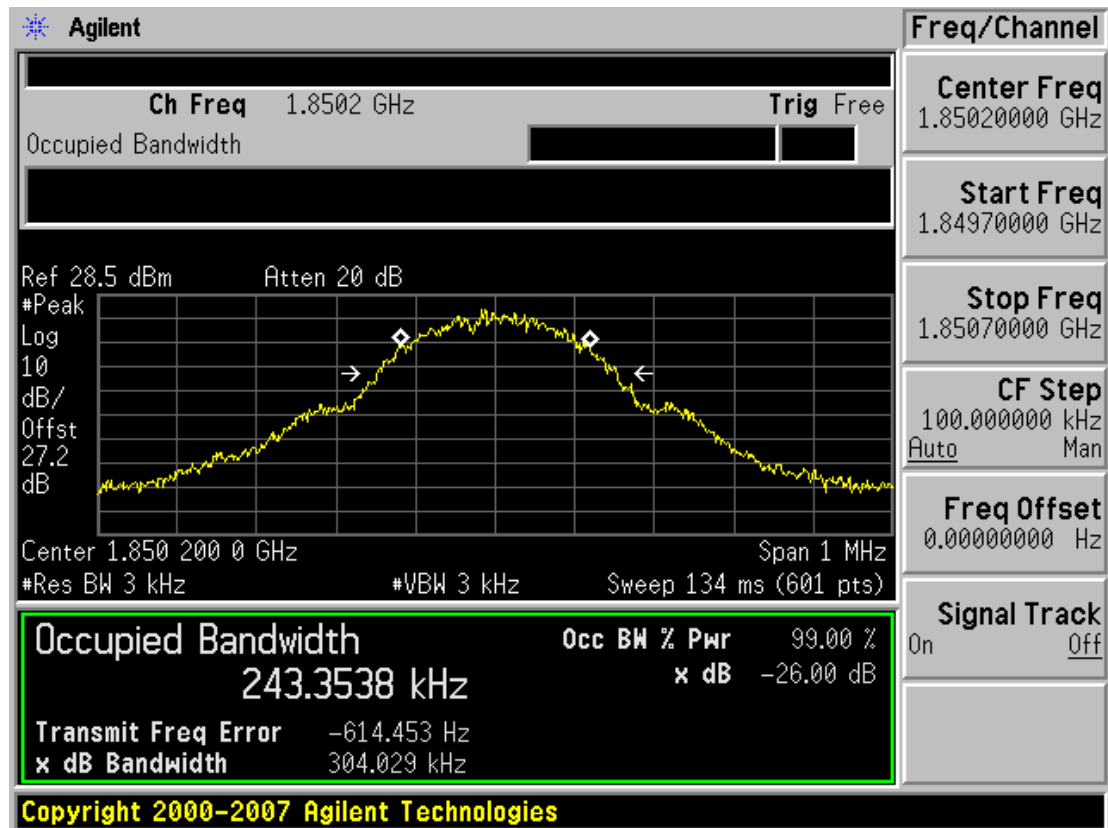 Agilent
Freq/Channel
Ch Freq 1.8502 GHz Trig Free
Occupied Bandwidth
Center Freq
1.85020000 GHz
Start Freq
1.84970000 GHz
Stop Freq
1.85070000 GHz
CF Step
100.000000 kHz
Auto Man
Freq Offset
0.00000000 Hz
Signal Track
On Off
Ref 28.5 dBm Atten 20 dB
#Peak
Log
10
dB/
Offst
27.2
dB
Center 1.850 200 0 GHz Span 1 MHz
#Res BW 3 kHz #VBW 3 kHz Sweep 134 ms (601 pts)
Occupied Bandwidth
243.3538 kHz
Occ BW % Pwr 99.00 %
x dB -26.00 dB
Transmit Freq Error -614.453 Hz
x dB Bandwidth 304.029 kHz
Copyright 2000-2007 Agilent Technologies